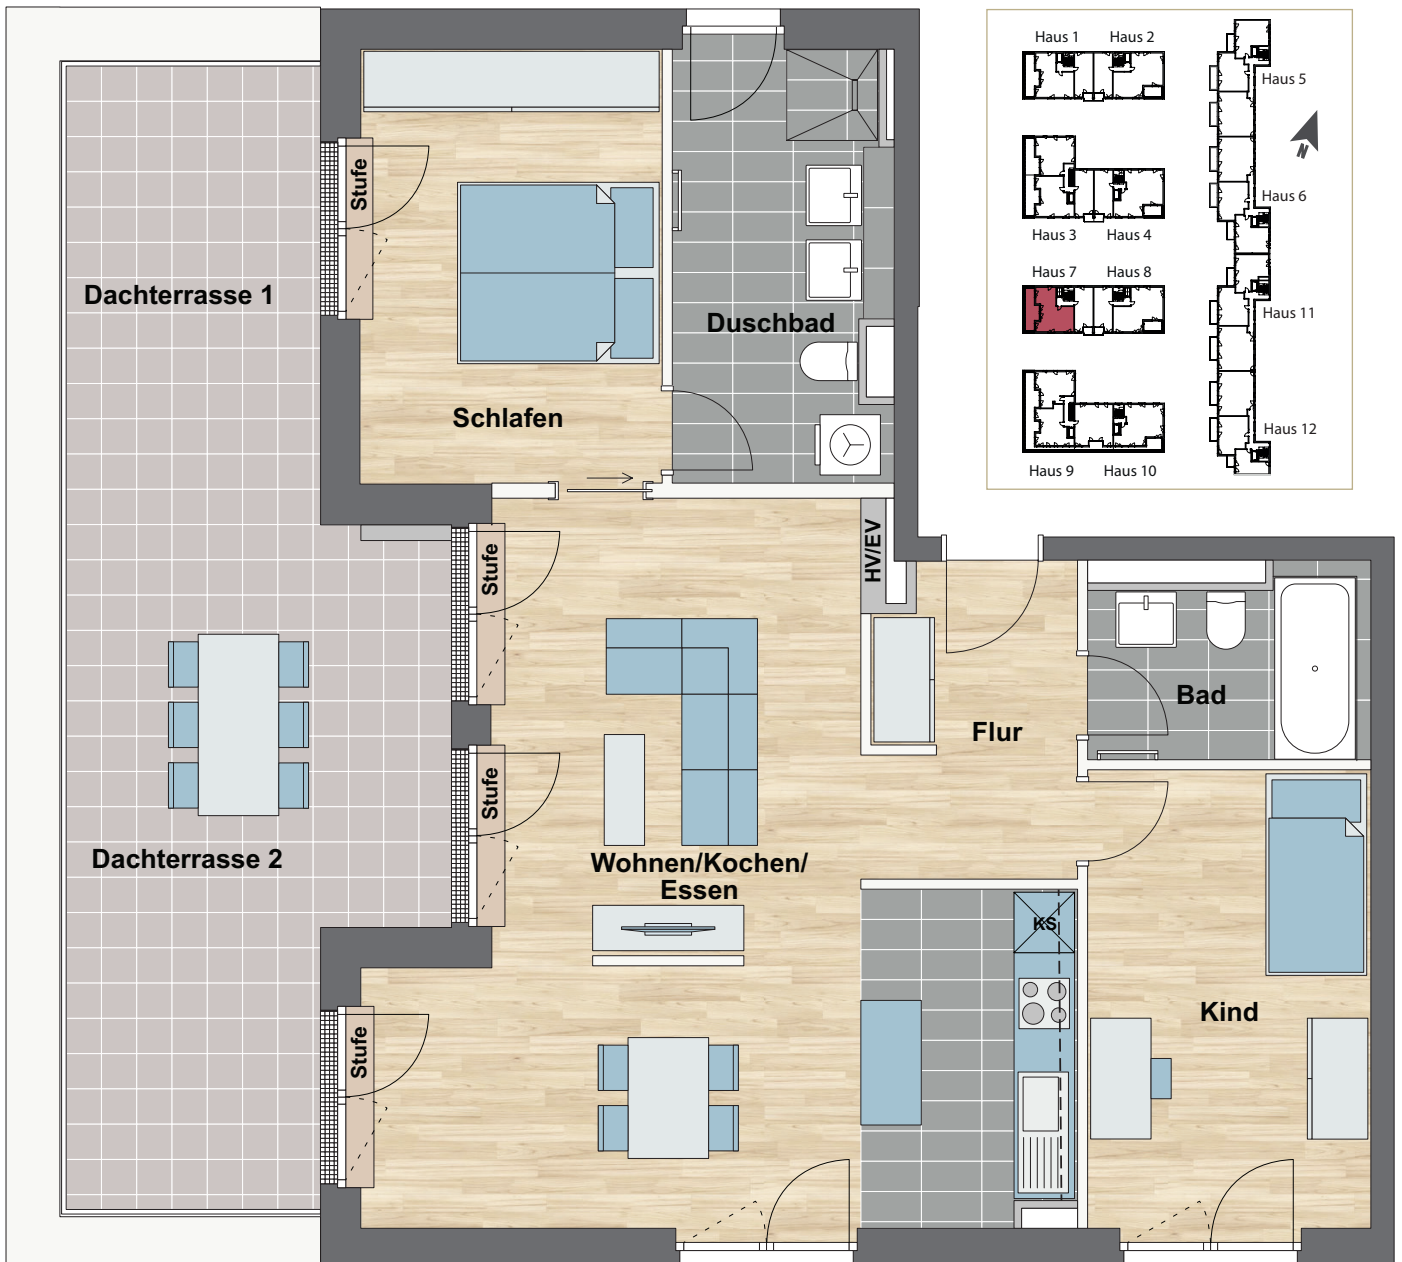 Haus 1
Haus 2
Haus 5
N
Haus 6
Haus 3
Haus 4
Haus 7
Haus 8
Haus 11
Haus 12
Haus 9
Haus 10
Stufe
Dachterrasse 1
Duschbad
Schlafen
HV/EV
Stufe
Bad
Flur
Stufe
Dachterrasse 2
Wohnen/Kochen/
Essen
KS
Kind
Stufe